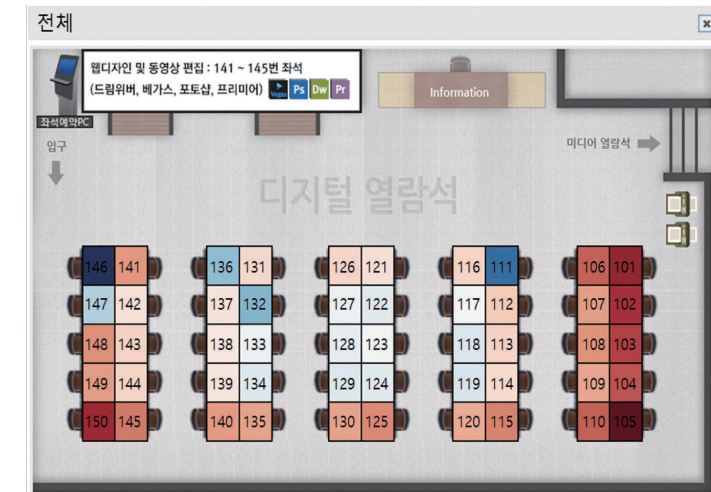 전체
웹디자인 및 동영상 편집 : 141 ~ 145번 좌석
(드림위버, 베가스, 포토샵, 프리미어) Vegas Ps Dw Pr
Information
좌석예약PC
입구
미디어 열람석
디지털 열람석
146 141 136 131 126 121 116 111 106 101
147 142 137 132 127 122 117 112 107 102
148 143 138 133 128 123 118 113 108 103
149 144 139 134 129 124 119 114 109 104
150 145 140 135 130 125 120 115 110 105